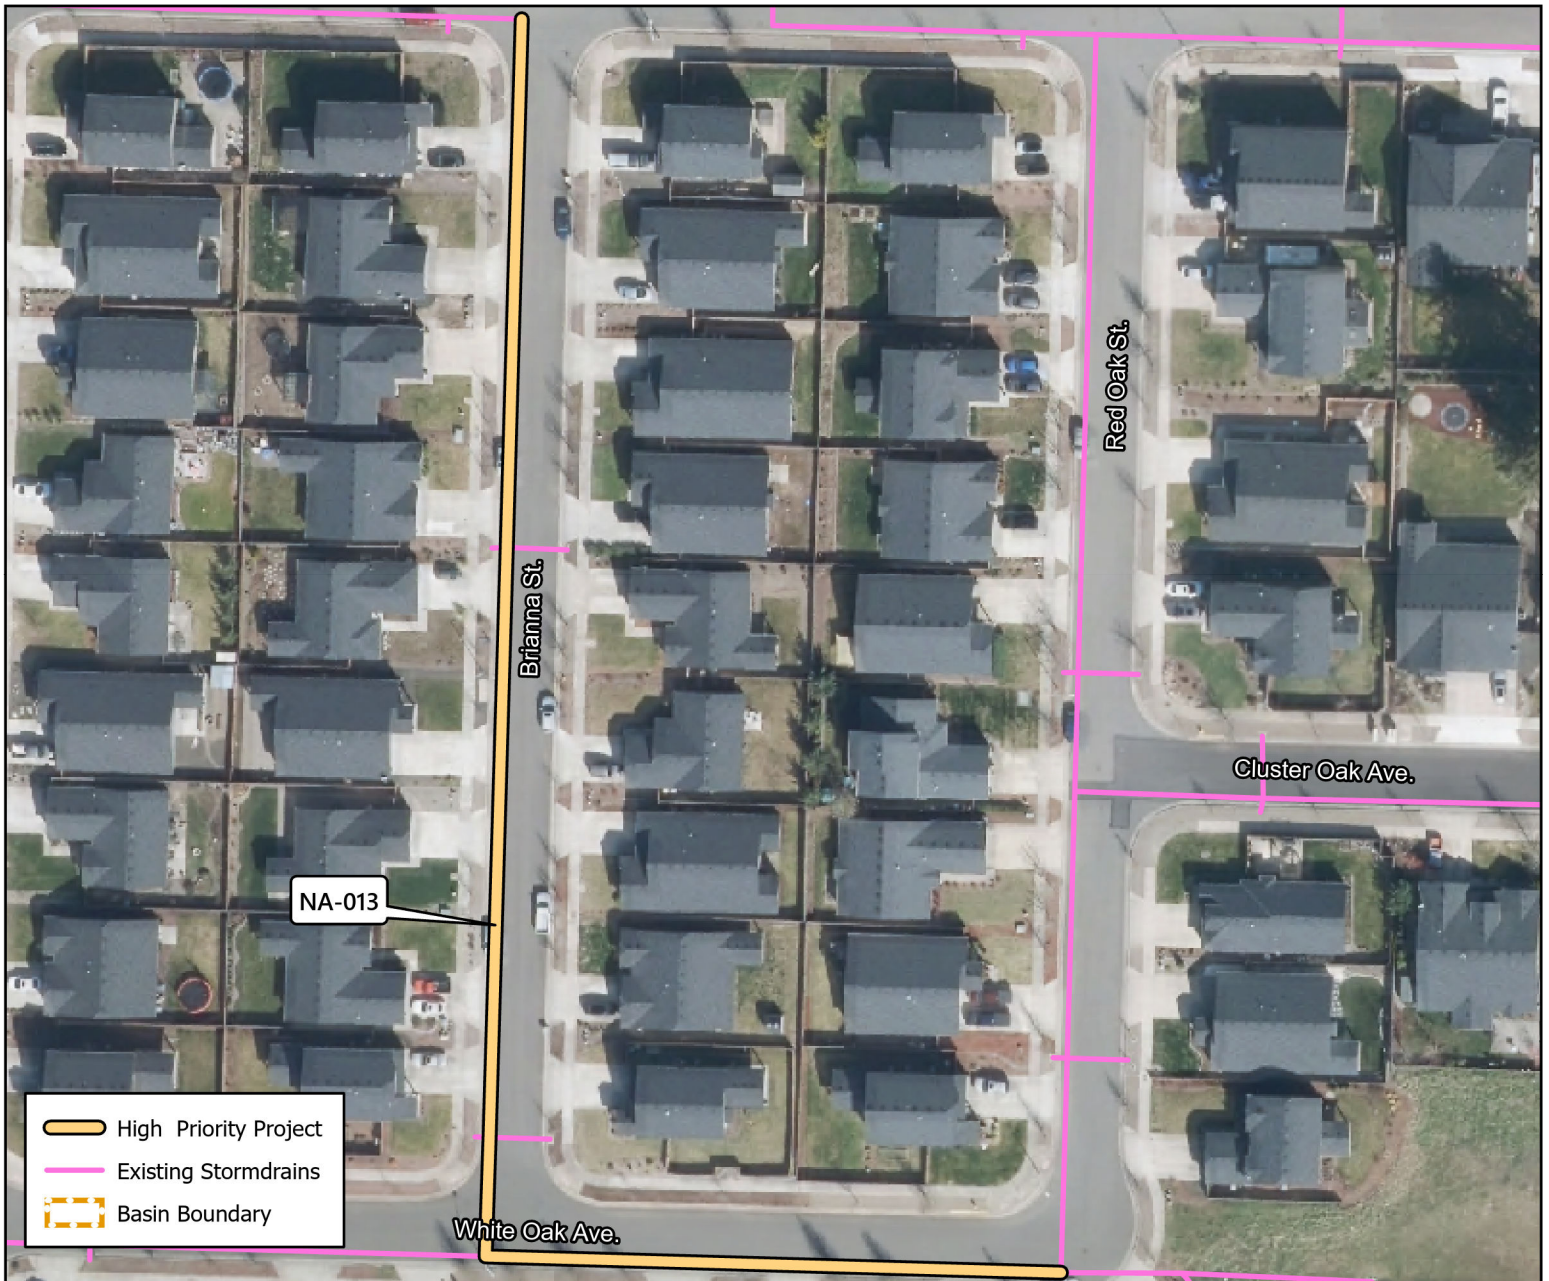 Red Oak St.
Brianna St.
Cluster Oak Ave.
NA-013
High Priority Project
Existing Stormdrains
Basin Boundary
White Oak Ave.